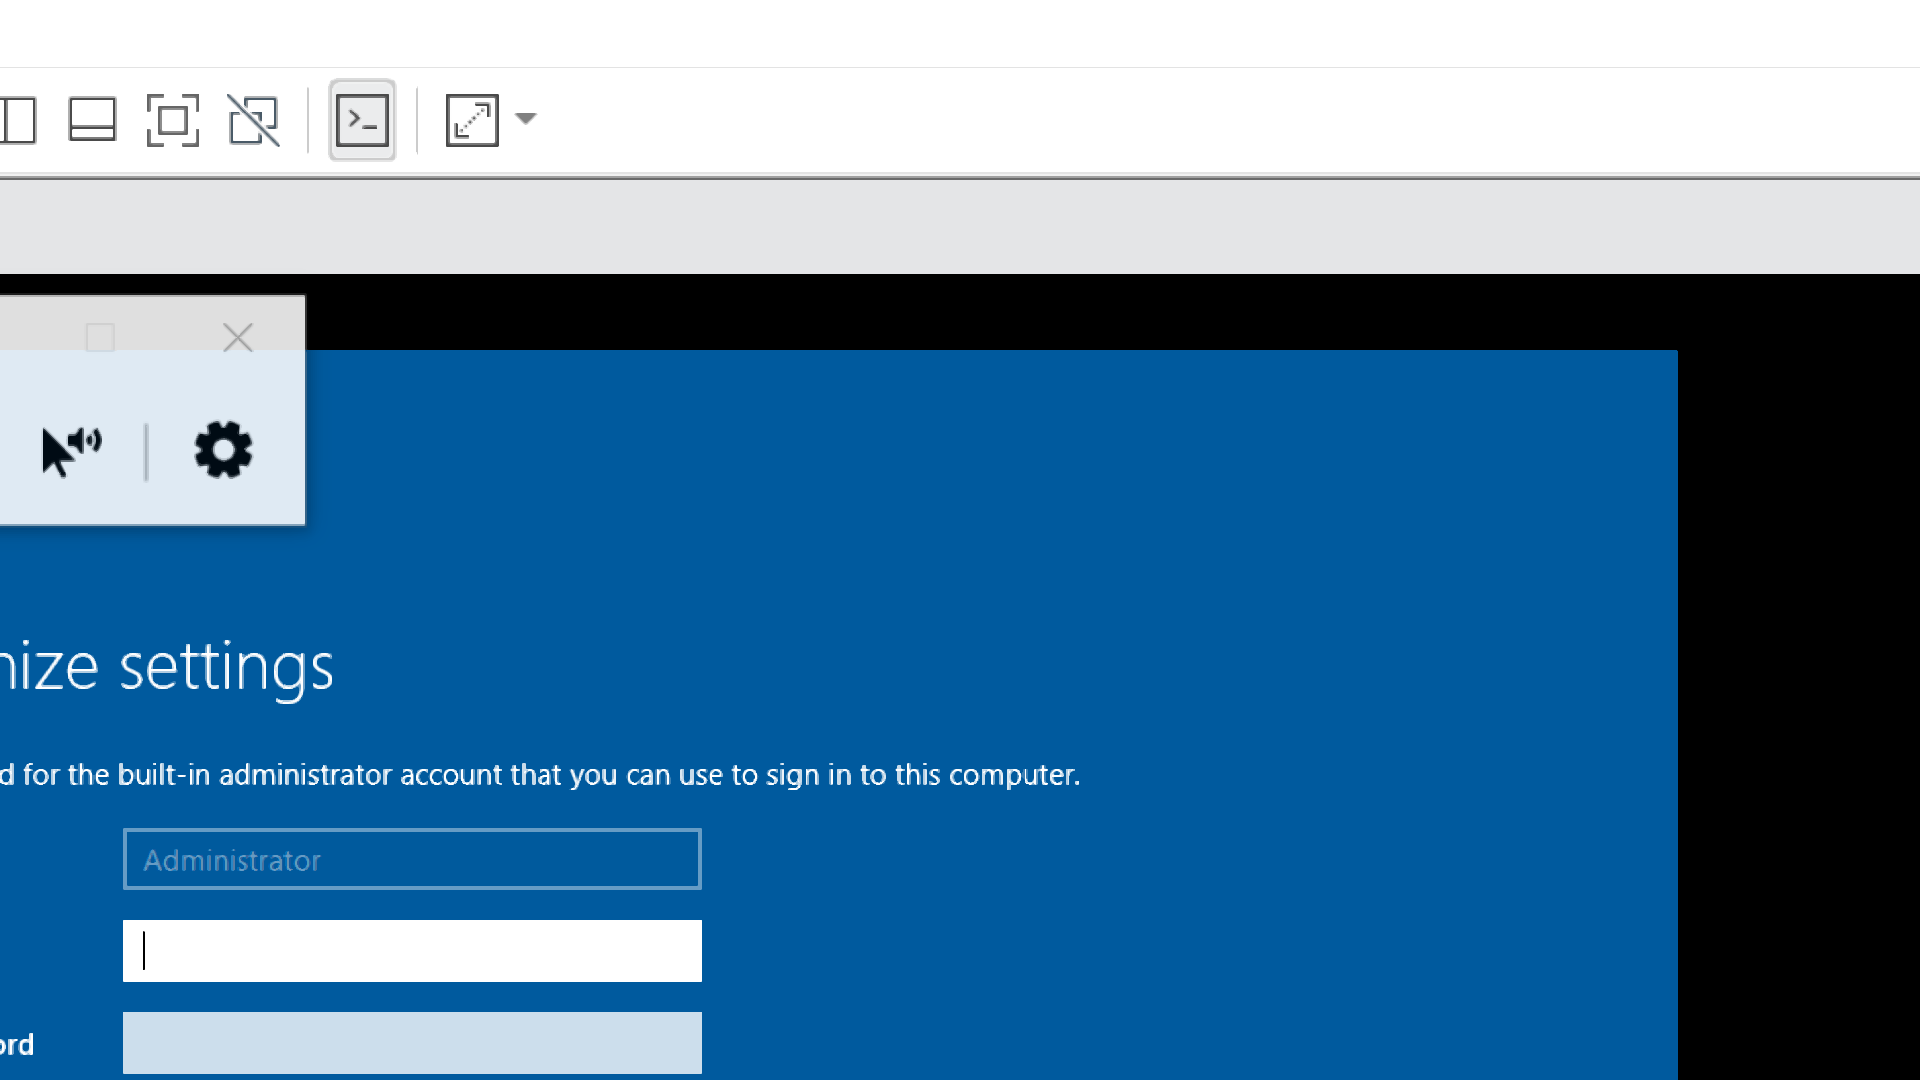 nize settings
d for the built-in administrator account that you can use to sign in to this computer.
Administrator
ord